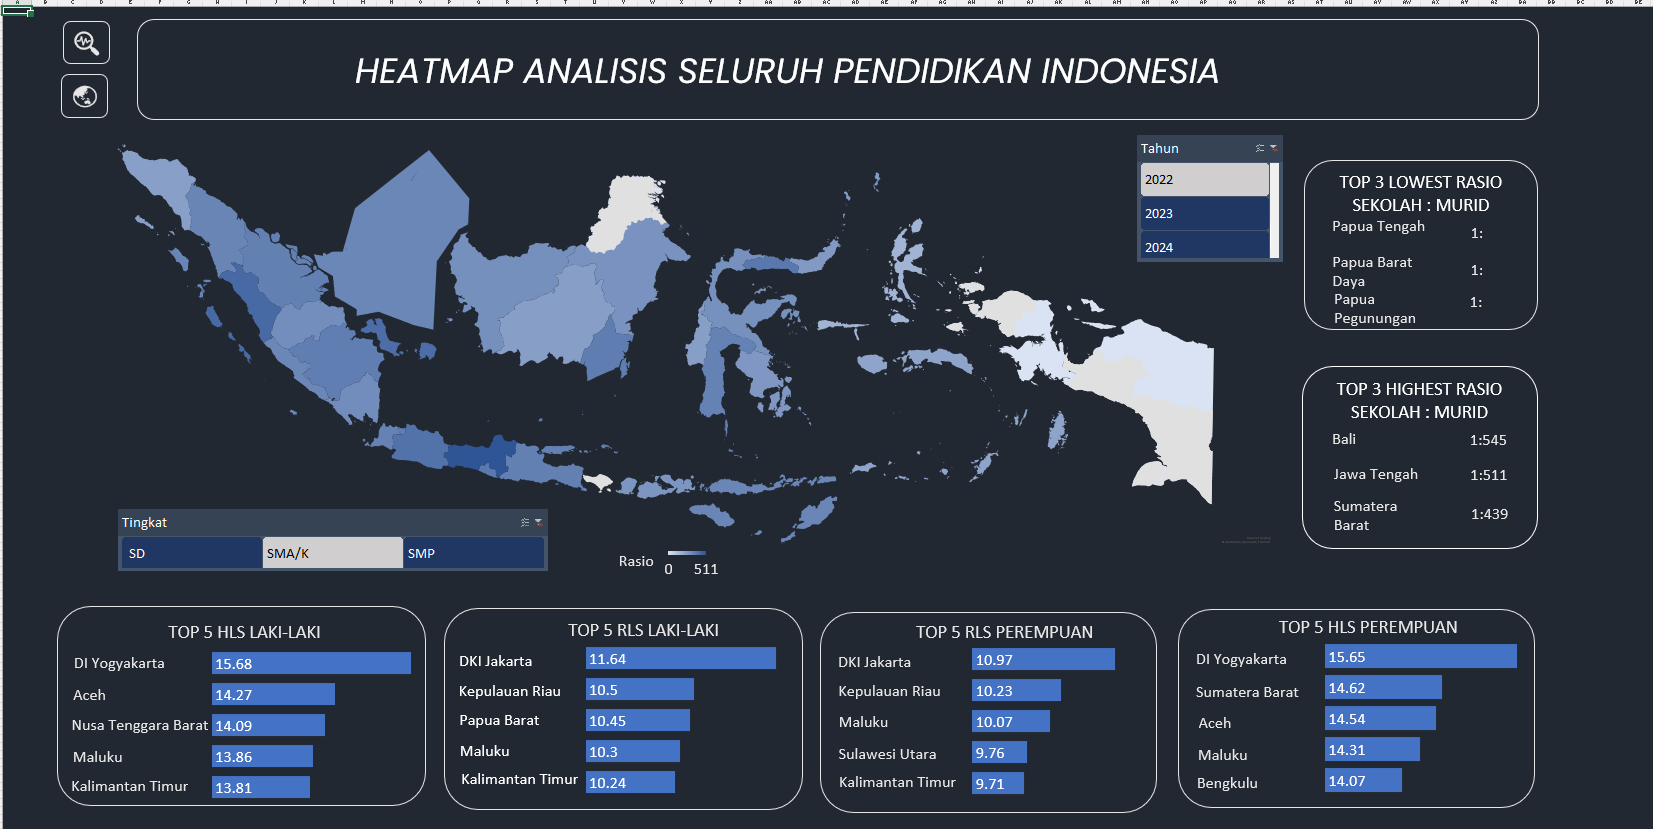 HEATMAP ANALISIS SELURUH PENDIDIKAN INDONESIA
Tahun
2022
2023
2024
TOP 3 LOWEST RASIO
SEKOLAH : MURID
Papua Tengah 1:
Papua Barat
Daya 1:
Papua
Pegunungan 1:
TOP 3 HIGHEST RASIO
SEKOLAH : MURID
Bali 1:545
Jawa Tengah 1:511
Sumatera
Barat 1:439
Tingkat
SD SMA/K SMP
Rasio 0 511
TOP 5 HLS LAKI-LAKI
DI Yogyakarta 15.68
Aceh 14.27
Nusa Tenggara Barat 14.09
Maluku 13.86
Kalimantan Timur 13.81
TOP 5 RLS LAKI-LAKI
DKI Jakarta 11.64
Kepulauan Riau 10.5
Papua Barat 10.45
Maluku 10.3
Kalimantan Timur 10.24
TOP 5 RLS PEREMPUAN
DKI Jakarta 10.97
Kepulauan Riau 10.23
Maluku 10.07
Sulawesi Utara 9.76
Kalimantan Timur 9.71
TOP 5 HLS PEREMPUAN
DI Yogyakarta 15.65
Sumatera Barat 14.62
Aceh 14.54
Maluku 14.31
Bengkulu 14.07